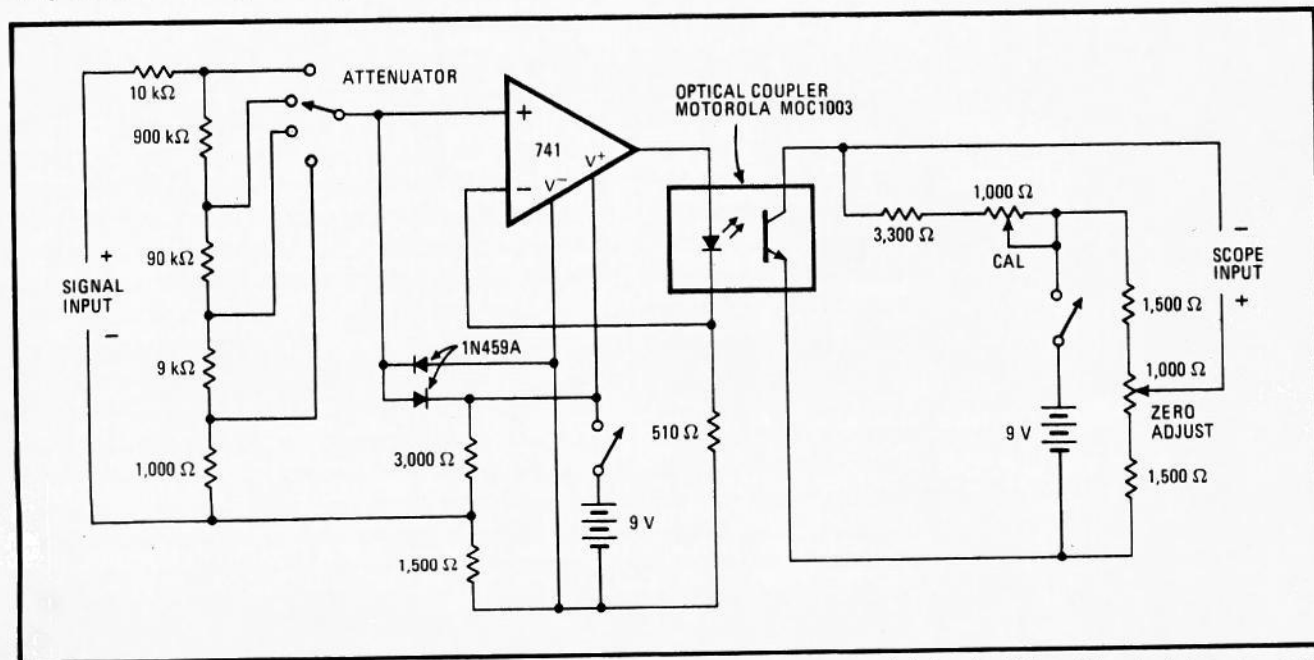 ATTENUATOR
10 kΩ
900 kΩ
90 kΩ
9 kΩ
1,000 Ω
+
SIGNAL
INPUT
−
+
741
−
V−
V+
1N459A
3,000 Ω
1,500 Ω
9 V
510 Ω
OPTICAL COUPLER
MOTOROLA MOC1003
3,300 Ω
1,000 Ω
CAL
9 V
1,500 Ω
1,000 Ω
ZERO
ADJUST
1,500 Ω
−
SCOPE
INPUT
+